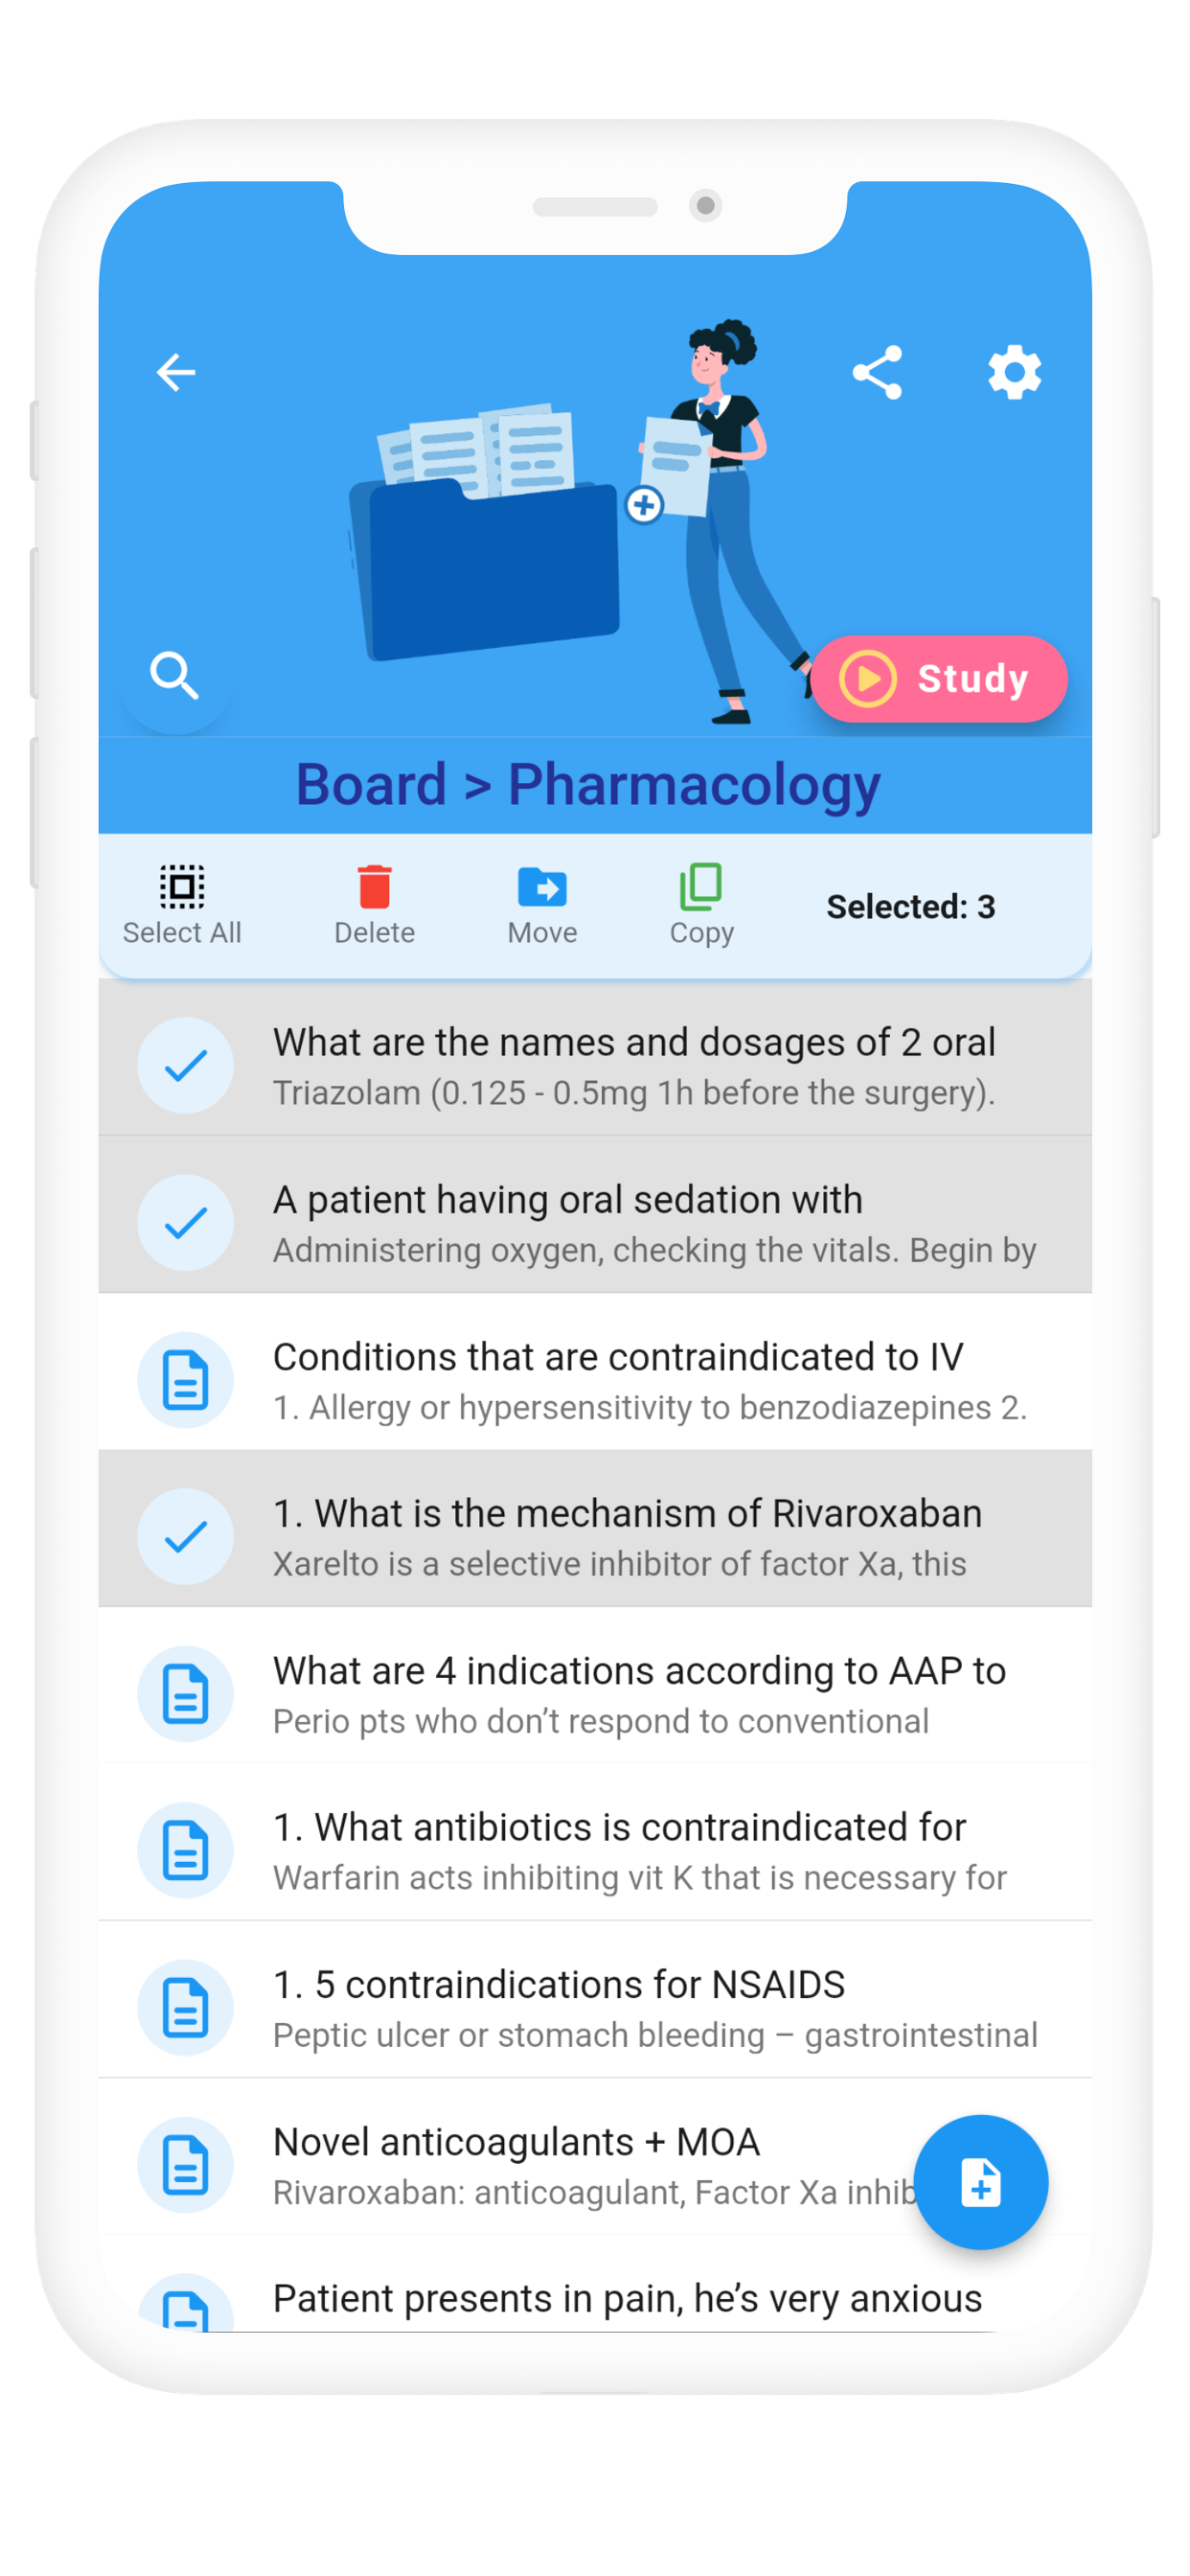 Study
Board > Pharmacology
Select All
Delete
Move
Copy
Selected: 3
What are the names and dosages of 2 oral
Triazolam (0.125 - 0.5mg 1h before the surgery).
A patient having oral sedation with
Administering oxygen, checking the vitals. Begin by
Conditions that are contraindicated to IV
1. Allergy or hypersensitivity to benzodiazepines 2.
1. What is the mechanism of Rivaroxaban
Xarelto is a selective inhibitor of factor Xa, this
What are 4 indications according to AAP to
Perio pts who don’t respond to conventional
1. What antibiotics is contraindicated for
Warfarin acts inhibiting vit K that is necessary for
1. 5 contraindications for NSAIDS
Peptic ulcer or stomach bleeding – gastrointestinal
Novel anticoagulants + MOA
Rivaroxaban: anticoagulant, Factor Xa inhib
Patient presents in pain, he’s very anxious